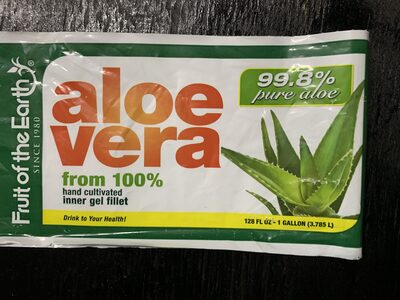 Fruit of the Earth®
SINCE 1980
aloe
vera
from 100%
hand cultivated
inner gel fillet
Drink to Your Health!
99.8%
pure aloe
128 FL OZ - 1 GALLON (3.785 L)